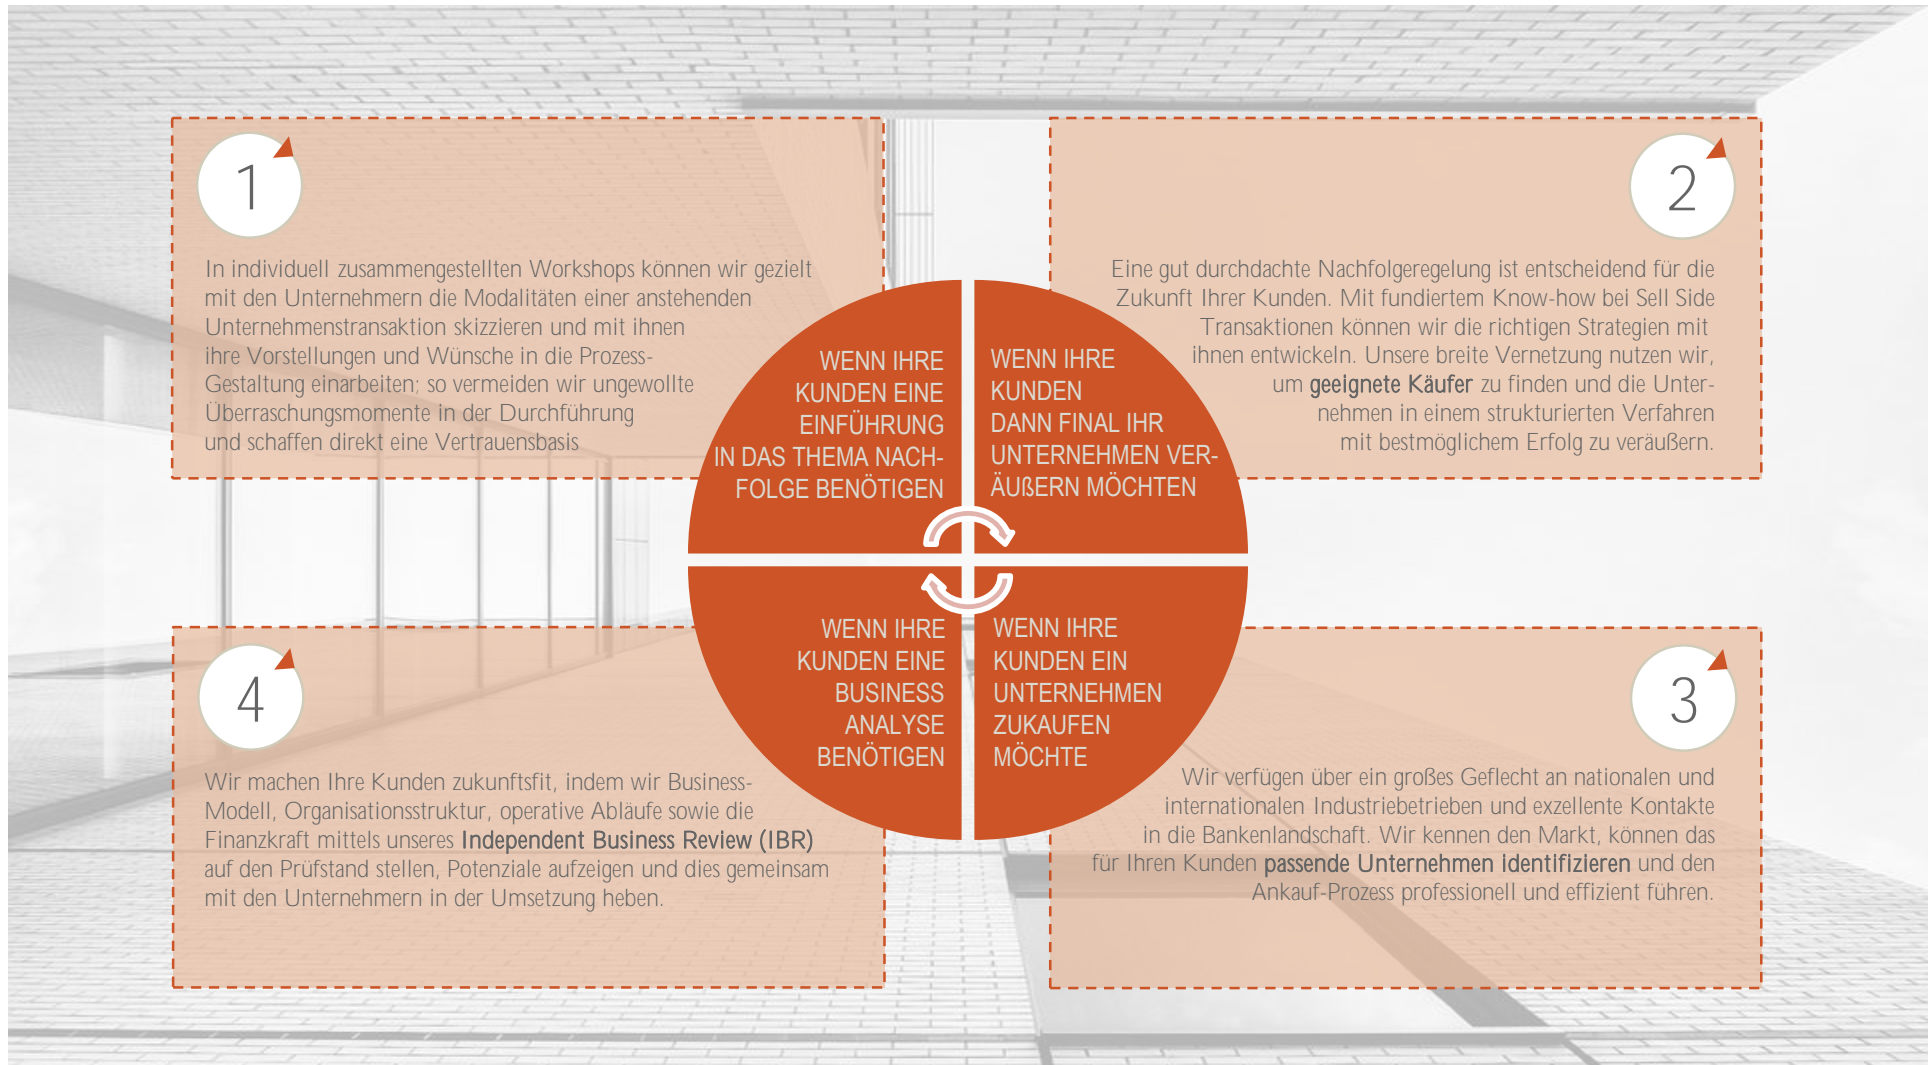 1
In individuell zusammengestellten Workshops können wir gezielt
mit den Unternehmern die Modalitäten einer anstehenden
Unternehmenstransaktion skizzieren und mit ihnen
ihre Vorstellungen und Wünsche in die Prozess-
Gestaltung einarbeiten; so vermeiden wir ungewollte
Überraschungsmomente in der Durchführung
und schaffen direkt eine Vertrauensbasis
WENN IHRE
KUNDEN EINE
EINFÜHRUNG
IN DAS THEMA NACH-
FOLGE BENÖTIGEN
2
Eine gut durchdachte Nachfolgeregelung ist entscheidend für die
Zukunft Ihrer Kunden. Mit fundiertem Know-how bei Sell Side
Transaktionen können wir die richtigen Strategien mit
ihnen entwickeln. Unsere breite Vernetzung nutzen wir,
um geeignete Käufer zu finden und die Unter-
nehmen in einem strukturierten Verfahren
mit bestmöglichem Erfolg zu veräußern.
WENN IHRE
KUNDEN
DANN FINAL IHR
UNTERNEHMEN VER-
ÄUßERN MÖCHTEN
3
Wir verfügen über ein großes Geflecht an nationalen und
internationalen Industriebetrieben und exzellente Kontakte
in die Bankenlandschaft. Wir kennen den Markt, können das
für Ihren Kunden passende Unternehmen identifizieren und den
Ankauf-Prozess professionell und effizient führen.
WENN IHRE
KUNDEN EIN
UNTERNEHMEN
ZUKAUFEN
MÖCHTE
4
Wir machen Ihre Kunden zukunftsfit, indem wir Business-
Modell, Organisationsstruktur, operative Abläufe sowie die
Finanzkraft mittels unseres Independent Business Review (IBR)
auf den Prüfstand stellen, Potenziale aufzeigen und dies gemeinsam
mit den Unternehmern in der Umsetzung heben.
WENN IHRE
KUNDEN EINE
BUSINESS
ANALYSE
BENÖTIGEN